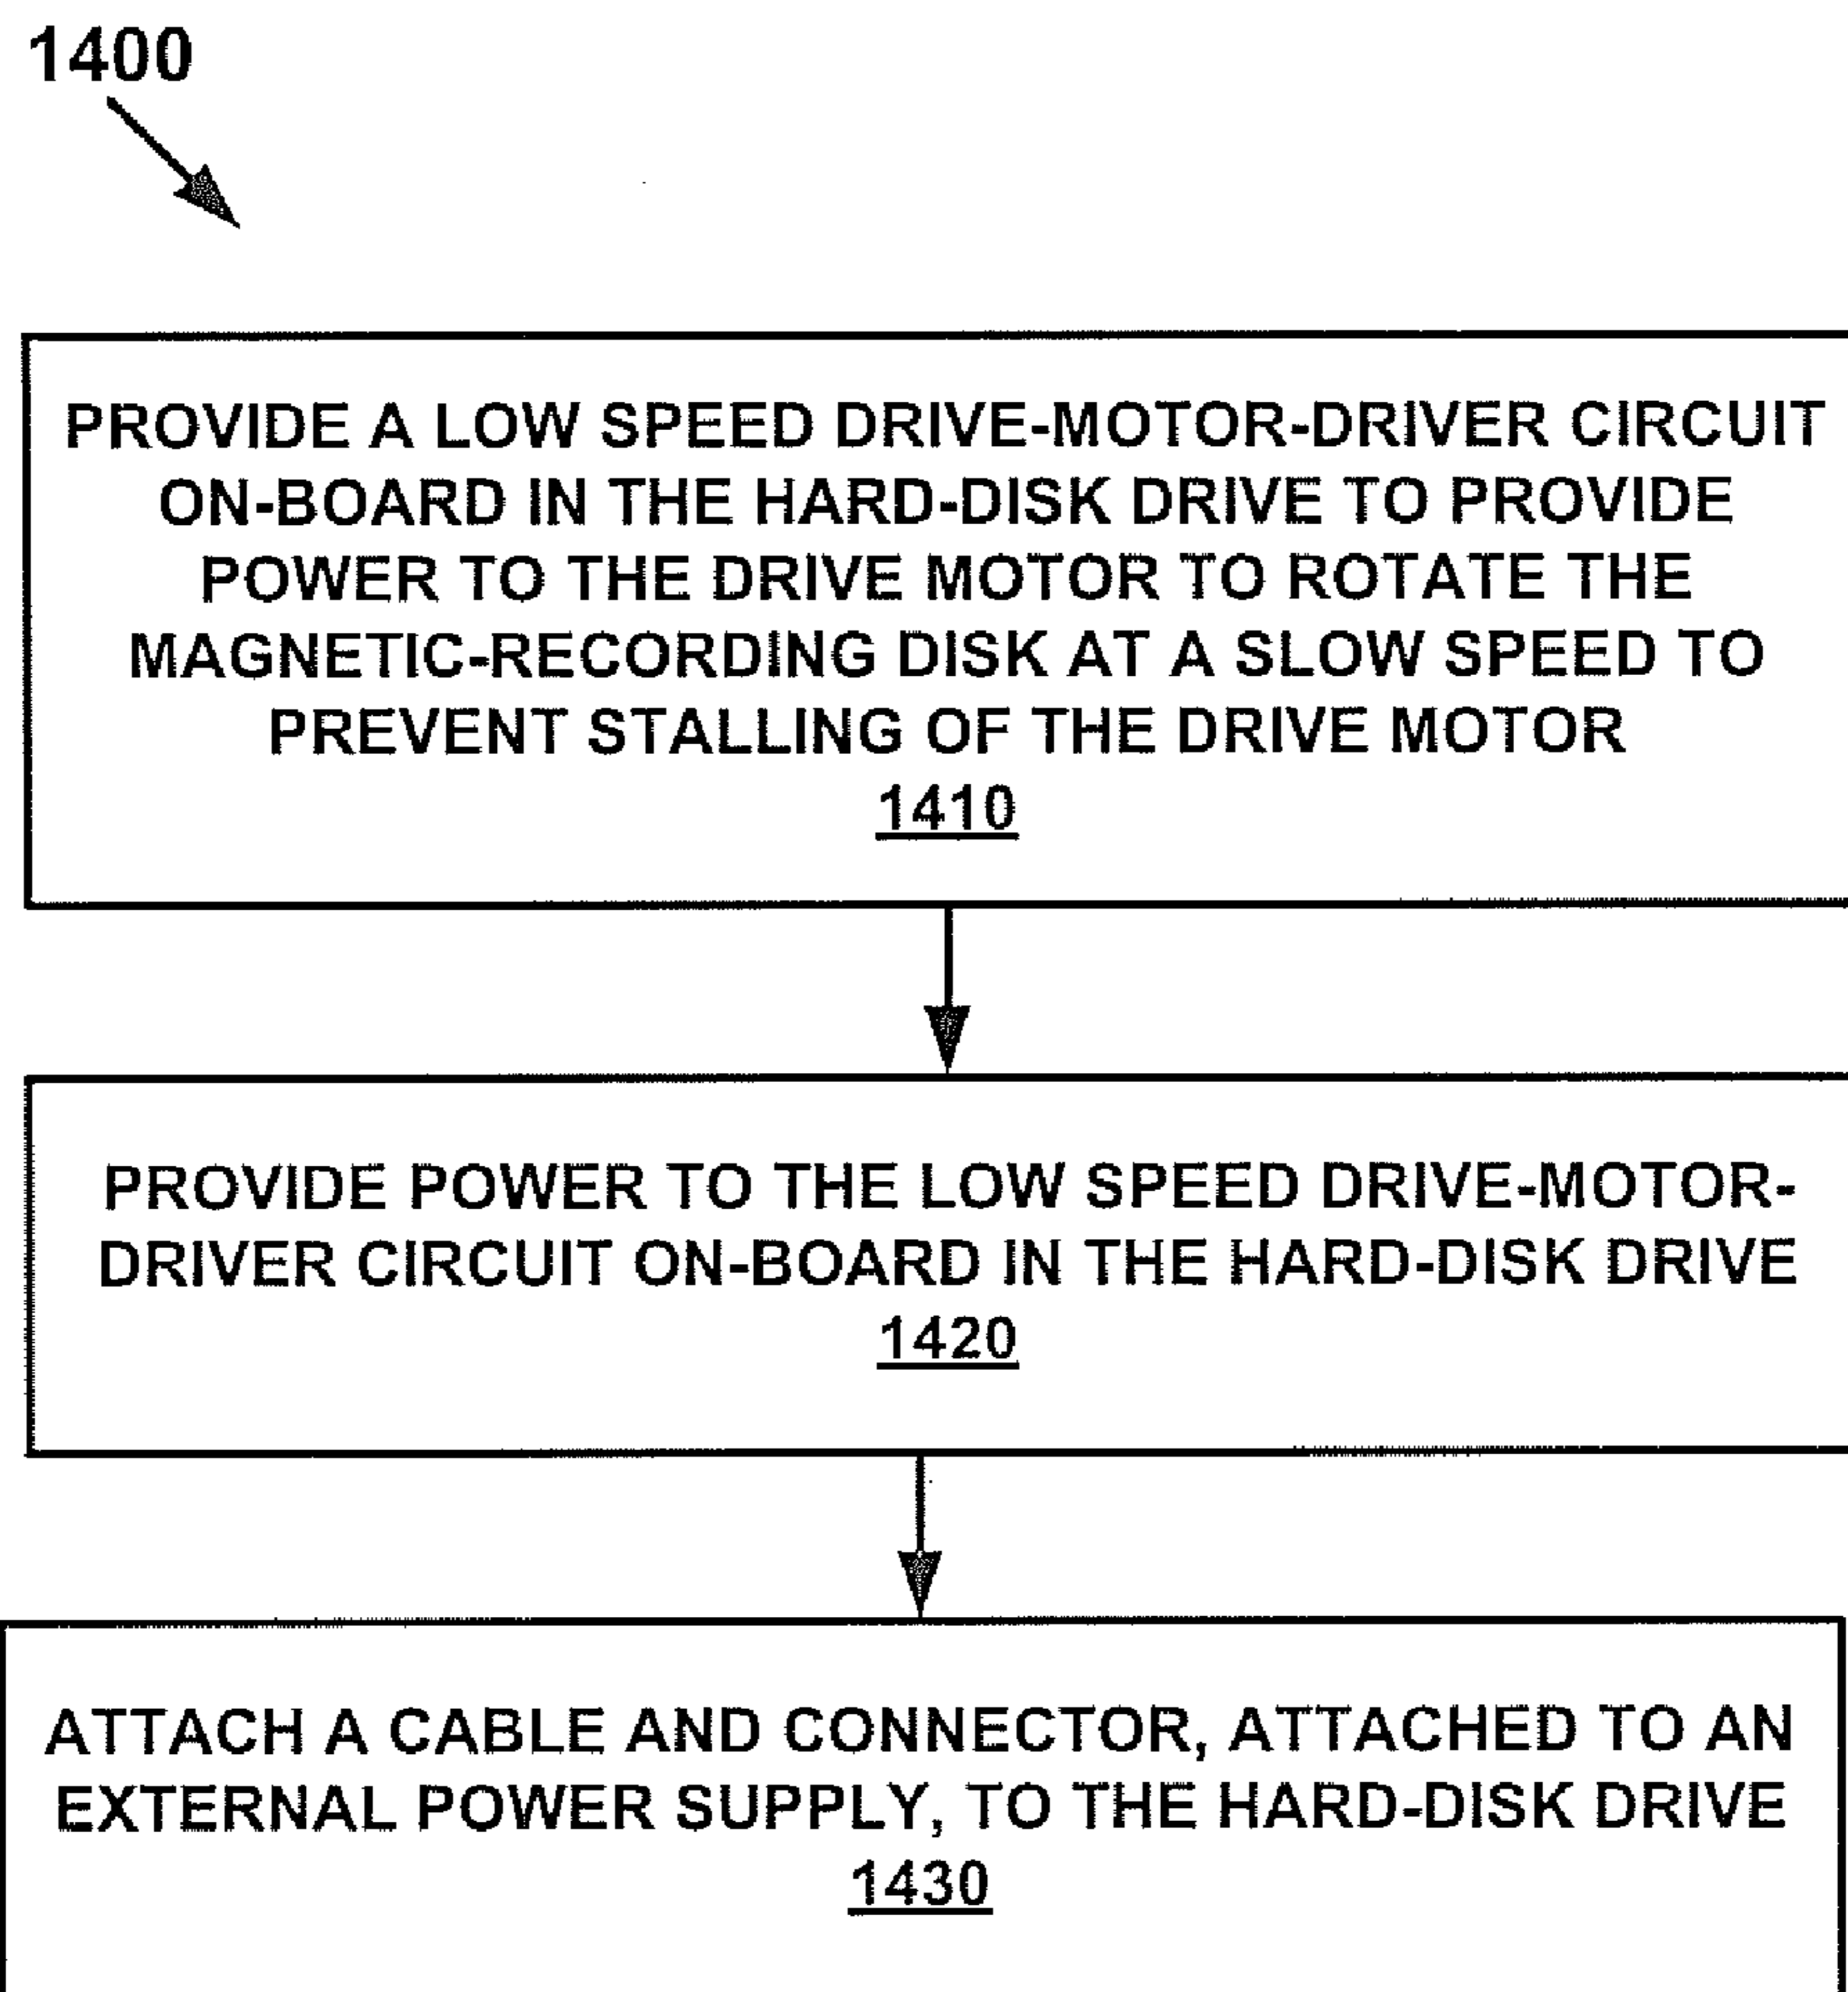 1400
PROVIDE A LOW SPEED DRIVE-MOTOR-DRIVER CIRCUIT
ON-BOARD IN THE HARD-DISK DRIVE TO PROVIDE
POWER TO THE DRIVE MOTOR TO ROTATE THE
MAGNETIC-RECORDING DISK AT A SLOW SPEED TO
PREVENT STALLING OF THE DRIVE MOTOR
1410
PROVIDE POWER TO THE LOW SPEED DRIVE-MOTOR-
DRIVER CIRCUIT ON-BOARD IN THE HARD-DISK DRIVE
1420
ATTACH A CABLE AND CONNECTOR, ATTACHED TO AN
EXTERNAL POWER SUPPLY, TO THE HARD-DISK DRIVE
1430